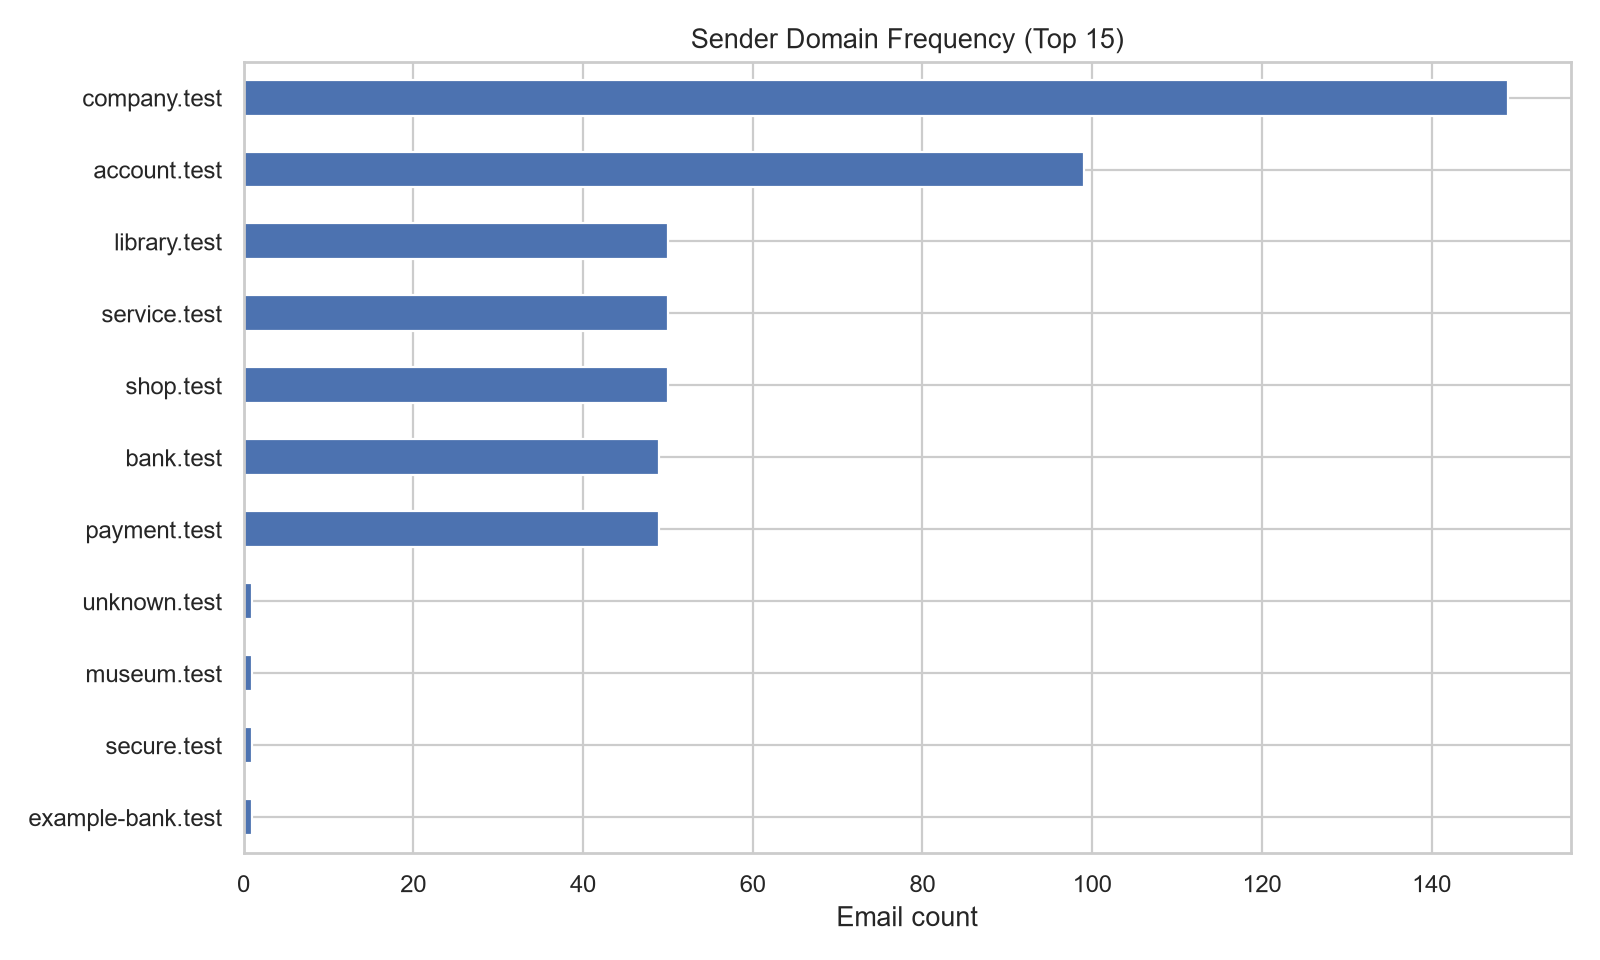 Sender Domain Frequency (Top 15)
company.test
account.test
library.test
service.test
shop.test
bank.test
payment.test
unknown.test
museum.test
secure.test
example-bank.test
0 20 40 60 80 100 120 140
Email count